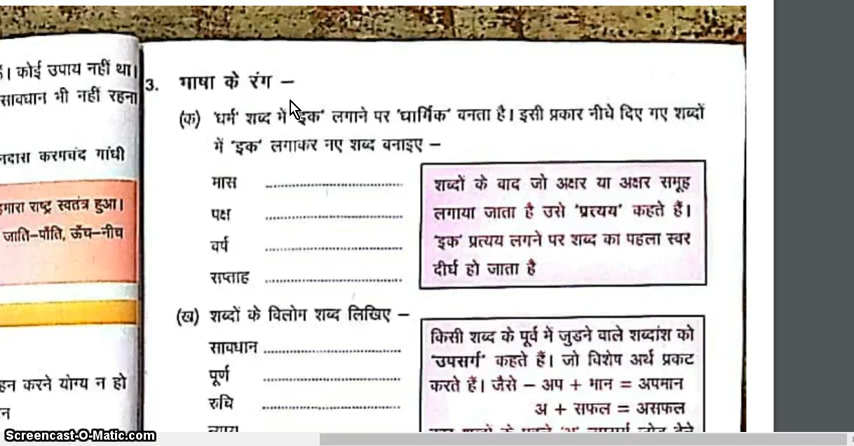 है। कोई उपाय नहीं था।
सावधान भी नहीं रहना
करमचंद गांधी
हमारा राष्ट्र स्वतंत्र हुआ।
जाति-पाँति, ऊँच-नीच
हन करने योग्य न हो
3. भाषा के रंग –
(क) 'धर्म' शब्द में 'इक' लगाने पर 'धार्मिक' बनता है। इसी प्रकार नीचे दिए गए शब्दों
में 'इक' लगाकर नए शब्द बनाइए –
मास
पक्ष
वर्ष
सप्ताह
शब्दों के बाद जो अक्षर या अक्षर समूह
लगाया जाता है उसे 'प्रत्यय' कहते हैं।
'इक' प्रत्यय लगने पर शब्द का पहला स्वर
दीर्घ हो जाता है
(ख) शब्दों के विलोम शब्द लिखिए –
सावधान
पूर्ण
रुचि
किसी शब्द के पूर्व में जुडने वाले शब्दांश को
'उपसर्ग' कहते हैं। जो विशेष अर्थ प्रकट
करते हैं। जैसे – अप + मान = अपमान
अ + सफल = असफल
Screencast-O-Matic.com